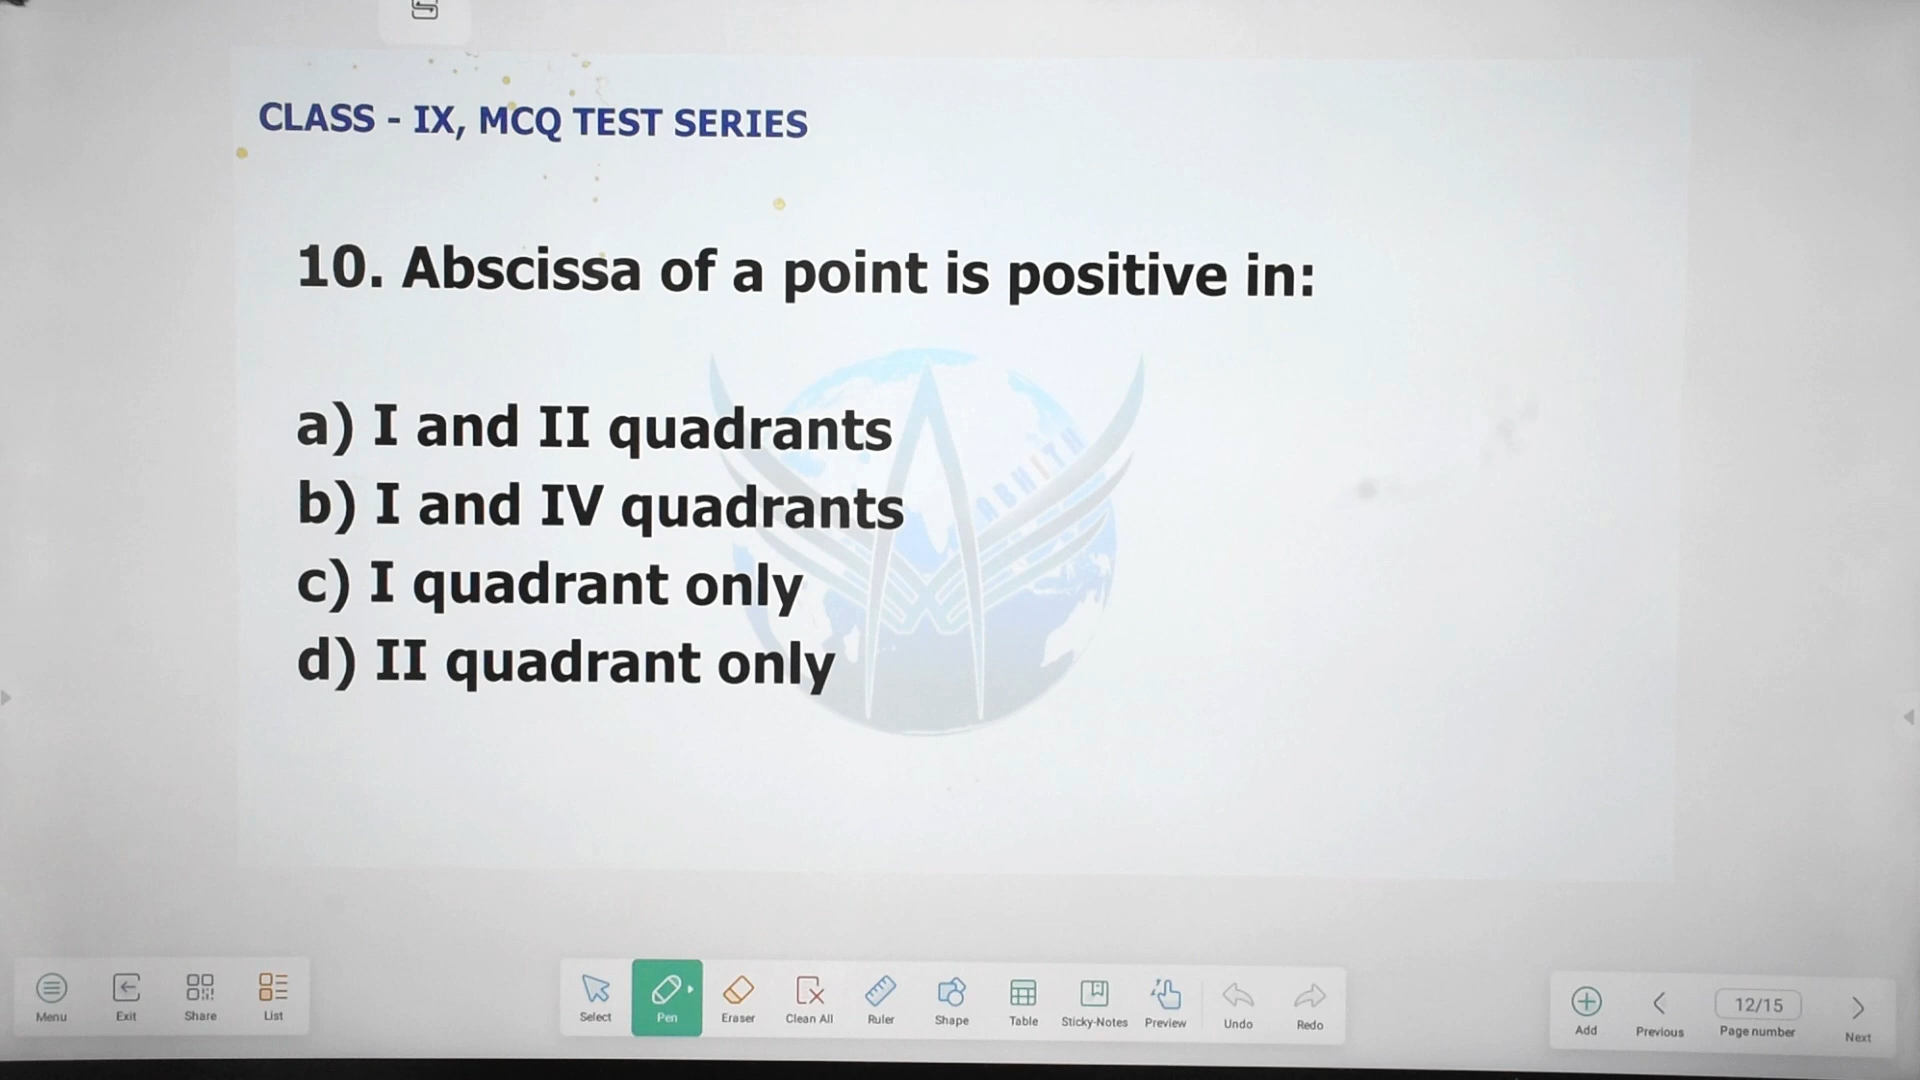 CLASS - IX, MCQ TEST SERIES
10. Abscissa of a point is positive in:
a) I and II quadrants
b) I and IV quadrants
c) I quadrant only
d) II quadrant only
ABHITH
Menu Exit Share List Select Pen Eraser Clean All Ruler Shape Table Sticky-Notes Preview Undo Redo Add Previous 12/15 Page number Next